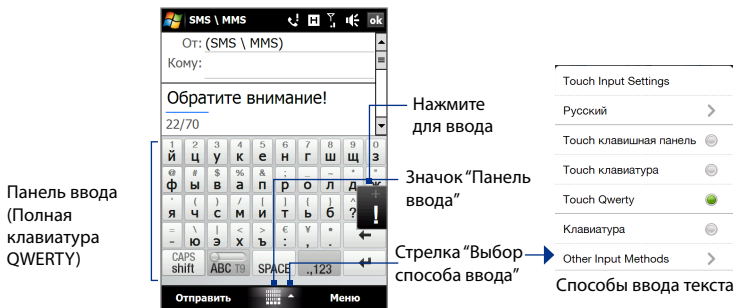 SMS \ MMS ok
От: (SMS \ MMS)
Кому:
Обратите внимание!
22/70
1 2 3 4 5 6 7 8 9 0
й ц у к е н г ш щ з
@ # $ % & ; _ - * "
ф ы в а п р о л д ж
' ( ) / [ ] { } ^ +
я ч с м и т ь б ? !
= \ | < > € ¥ •
- ю э х ъ : , .
CAPS
shift ABC T9 SPACE .,123
Отправить Меню
Панель ввода
(Полная
клавиатура
QWERTY)
Нажмите
для ввода
Значок “Панель
ввода”
Стрелка “Выбор
способа ввода”
Touch Input Settings
Русский
Touch клавишная панель
Touch клавиатура
Touch Qwerty
Клавиатура
Other Input Methods
Способы ввода текста